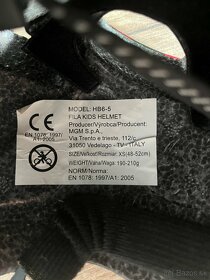 MODEL: HB6-5
FILA KIDS HELMET
Producer/Výrobca/Producent:
MGM S.p.A.,
Via Trento e trieste, 112/c,
31050 Vedelago - TV - ITALY
SIZE/Veľkosť/Rozmiar: XS(48-52cm)
WEIGHT/Váha/Waga: 190-210g
NORM/Norma:
EN 1078: 1997/A1: 2005
CE
EN 1078: 1997/
A1: 2005